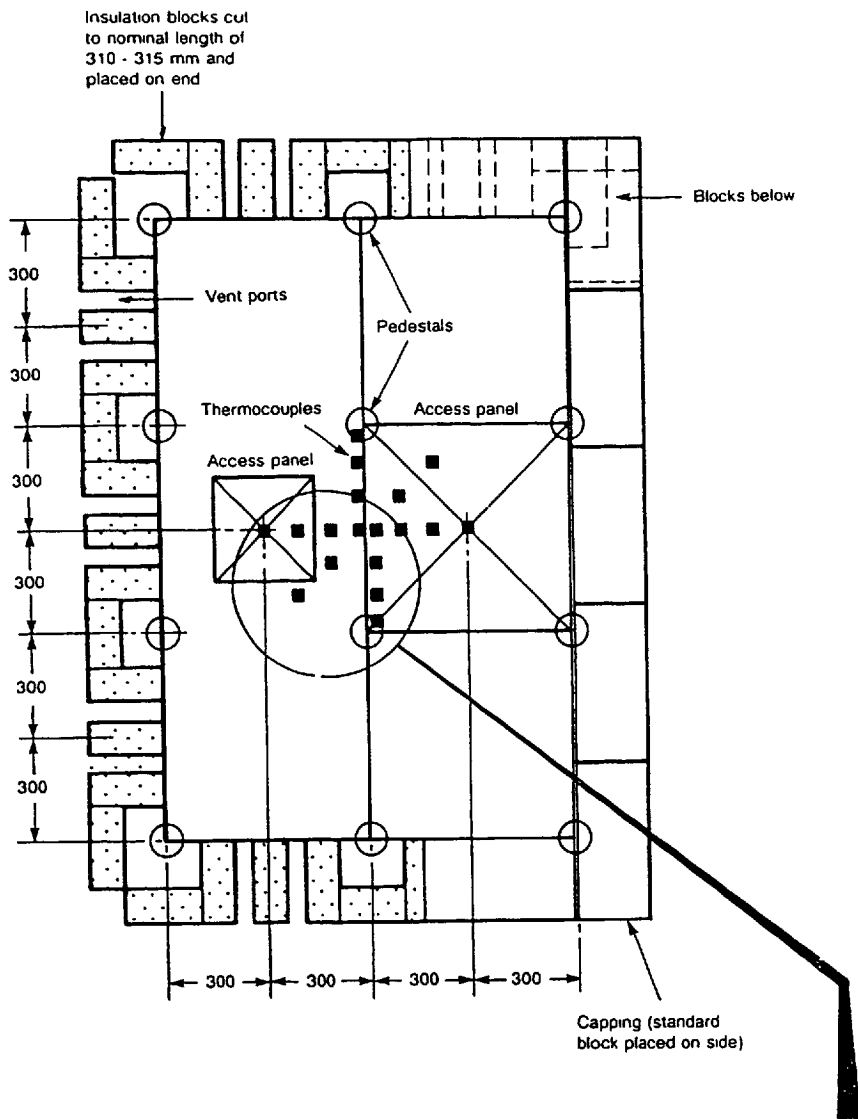 Insulation blocks cut
to nominal length of
310 - 315 mm and
placed on end
Blocks below
300
Vent ports
Pedestals
300
Thermocouples
Access panel
300
Access panel
300
300
300
300
300
300
300
Capping (standard
block placed on side)